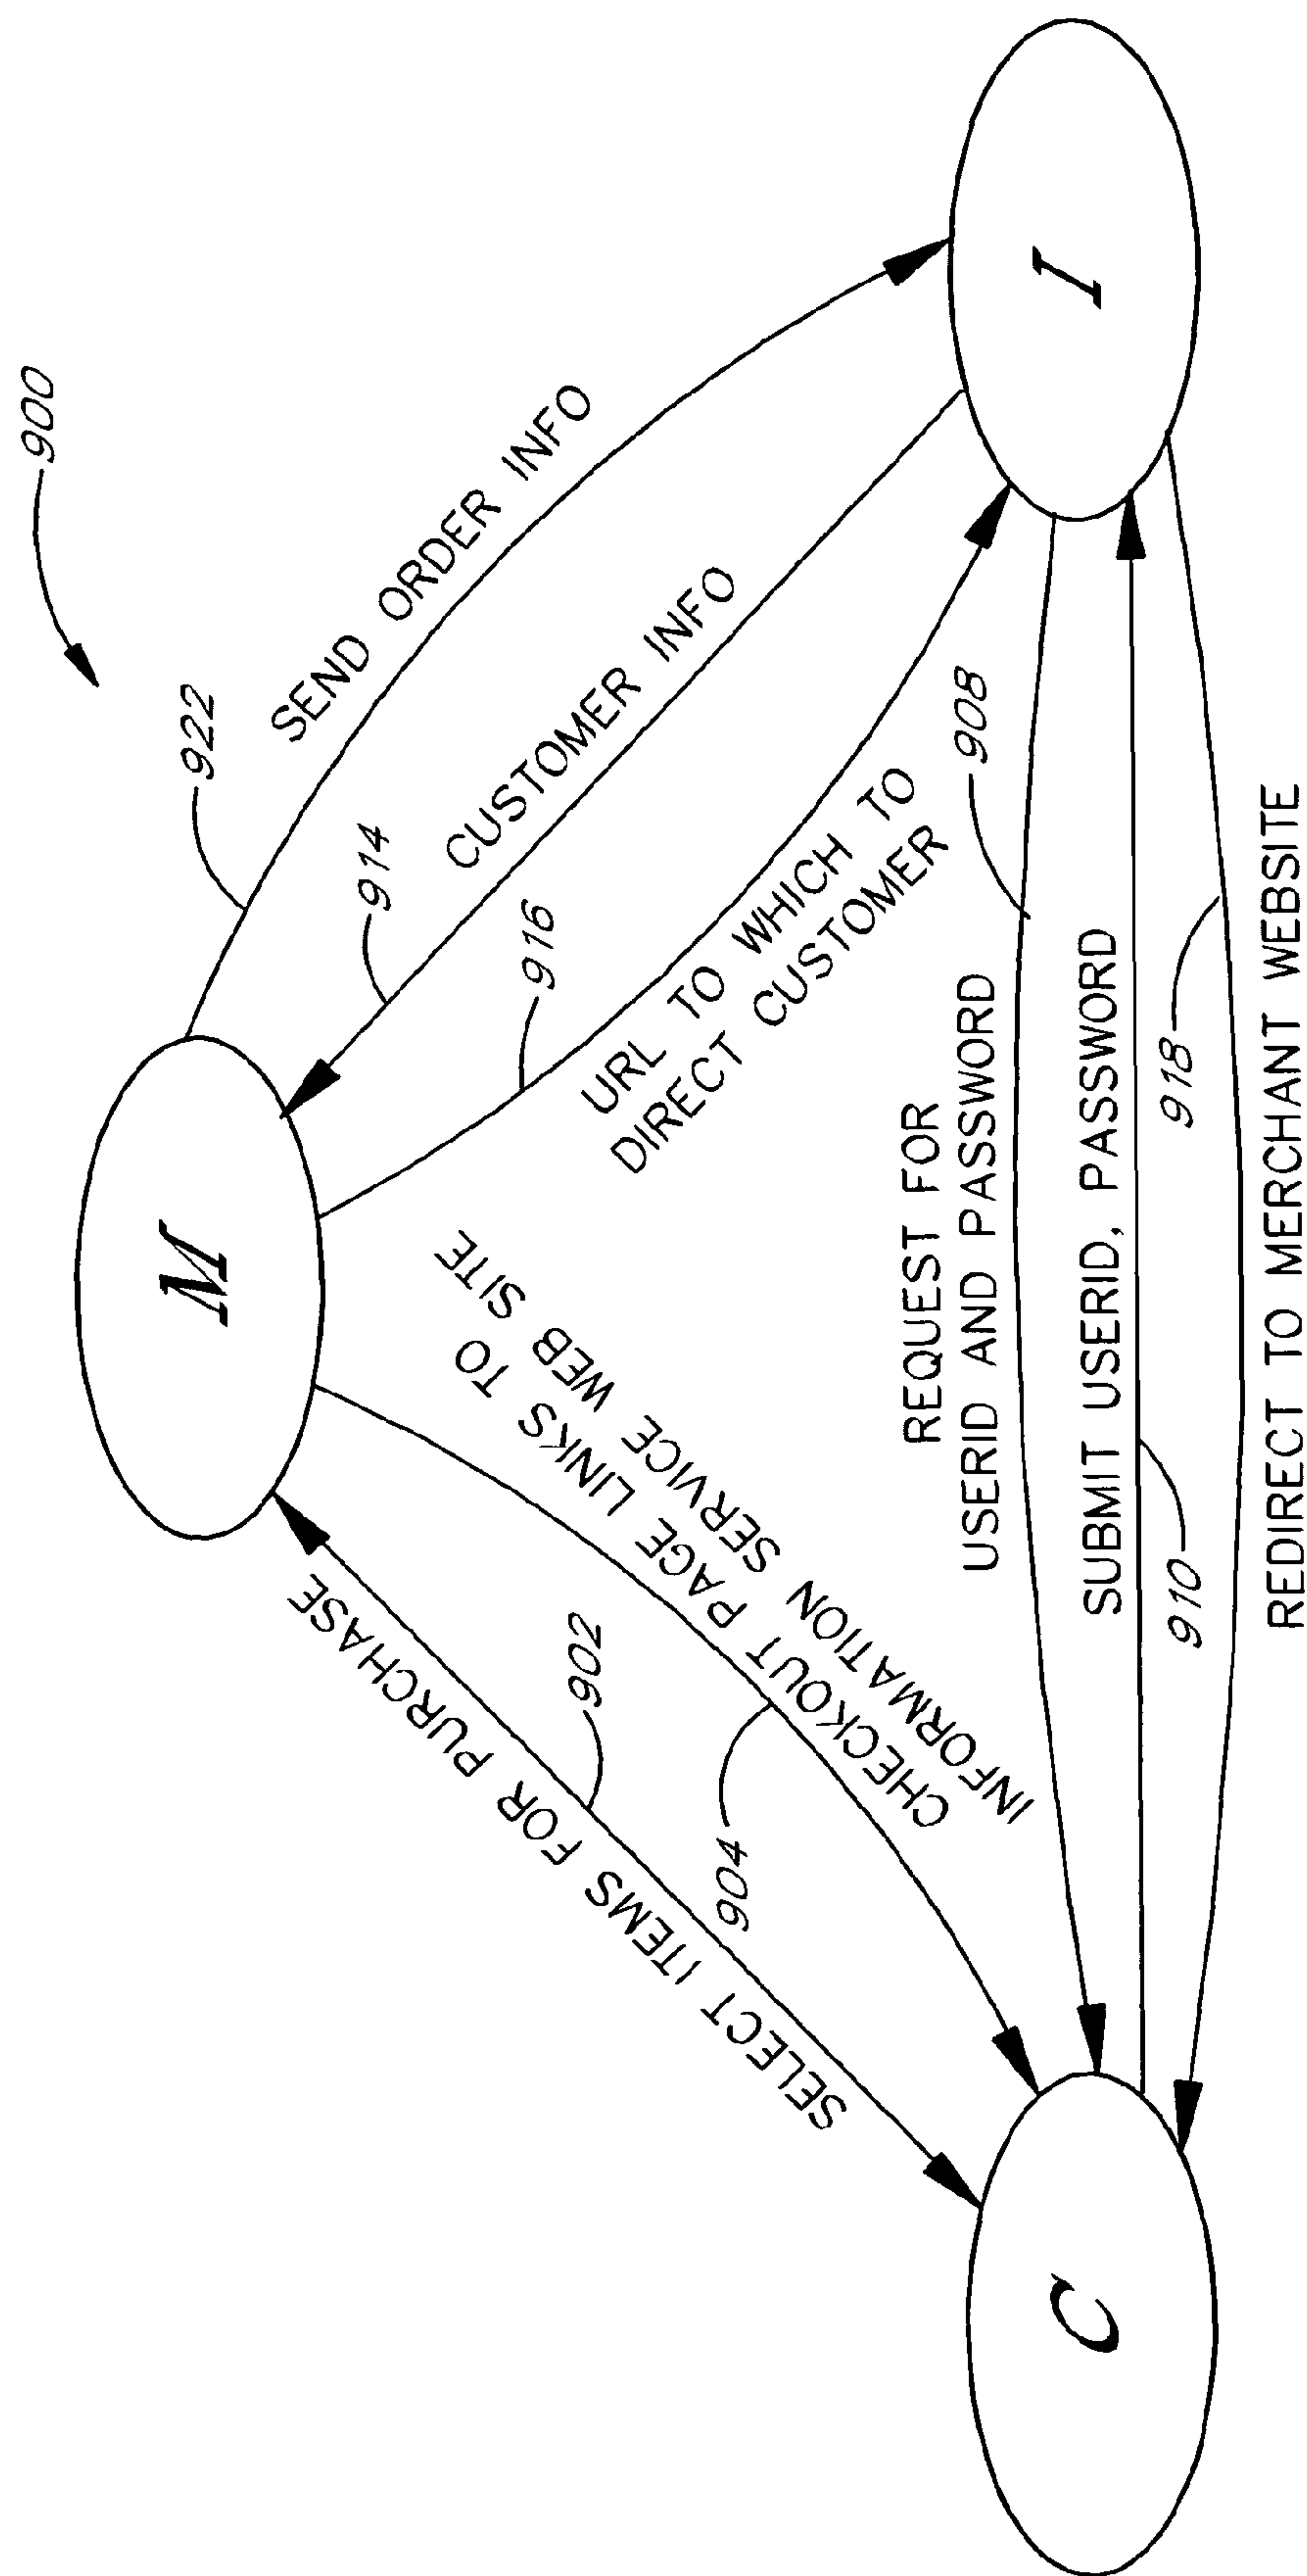 900
922
SEND ORDER INFO
M
914
CUSTOMER INFO
916
URL TO WHICH TO
DIRECT CUSTOMER
SELECT ITEMS FOR PURCHASE
902
904
CHECKOUT PAGE LINKS TO
INFORMATION SERVICE WEB SITE
REQUEST FOR
USERID AND PASSWORD
908
C
I
SUBMIT USERID, PASSWORD
910
918
REDIRECT TO MERCHANT WEBSITE